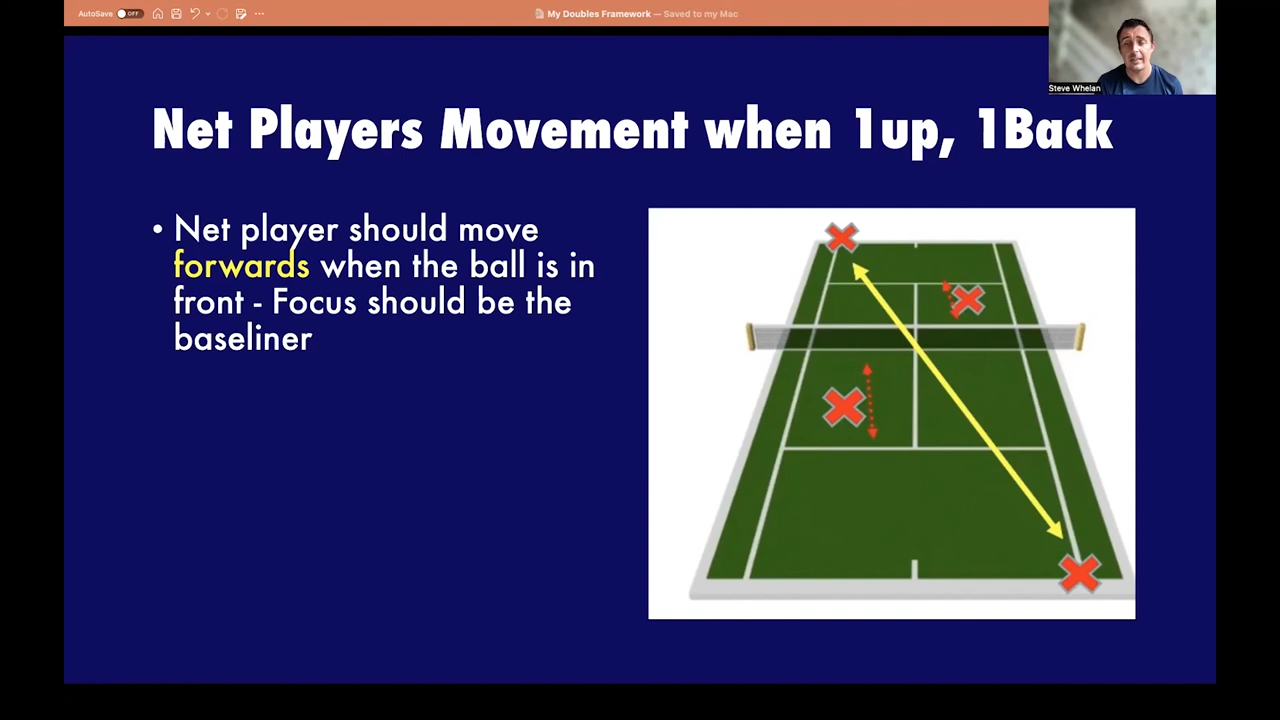 AutoSave OFF My Doubles Framework — Saved to my Mac
Steve Whelan
Net Players Movement when 1up, 1Back
• Net player should move
forwards when the ball is in
front - Focus should be the
baseliner